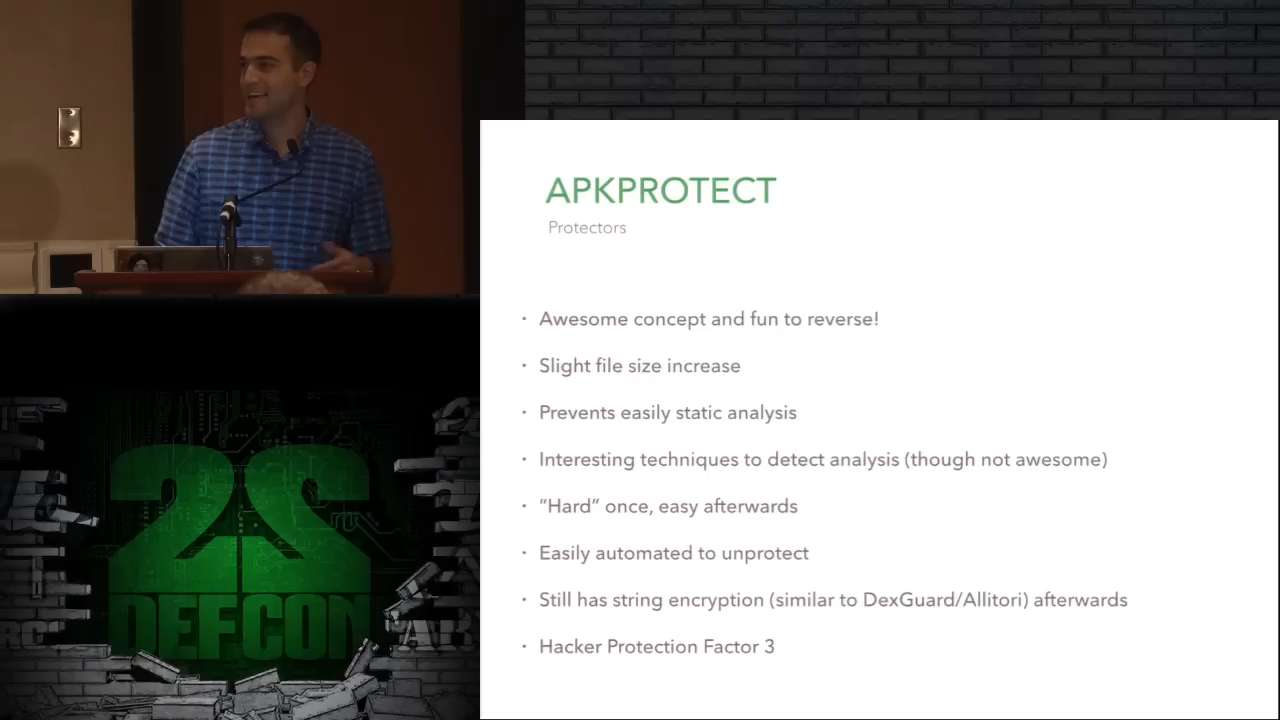 APKPROTECT
Protectors
· Awesome concept and fun to reverse!
· Slight file size increase
· Prevents easily static analysis
· Interesting techniques to detect analysis (though not awesome)
· “Hard” once, easy afterwards
· Easily automated to unprotect
· Still has string encryption (similar to DexGuard/Allitori) afterwards
· Hacker Protection Factor 3
22
DEFCON